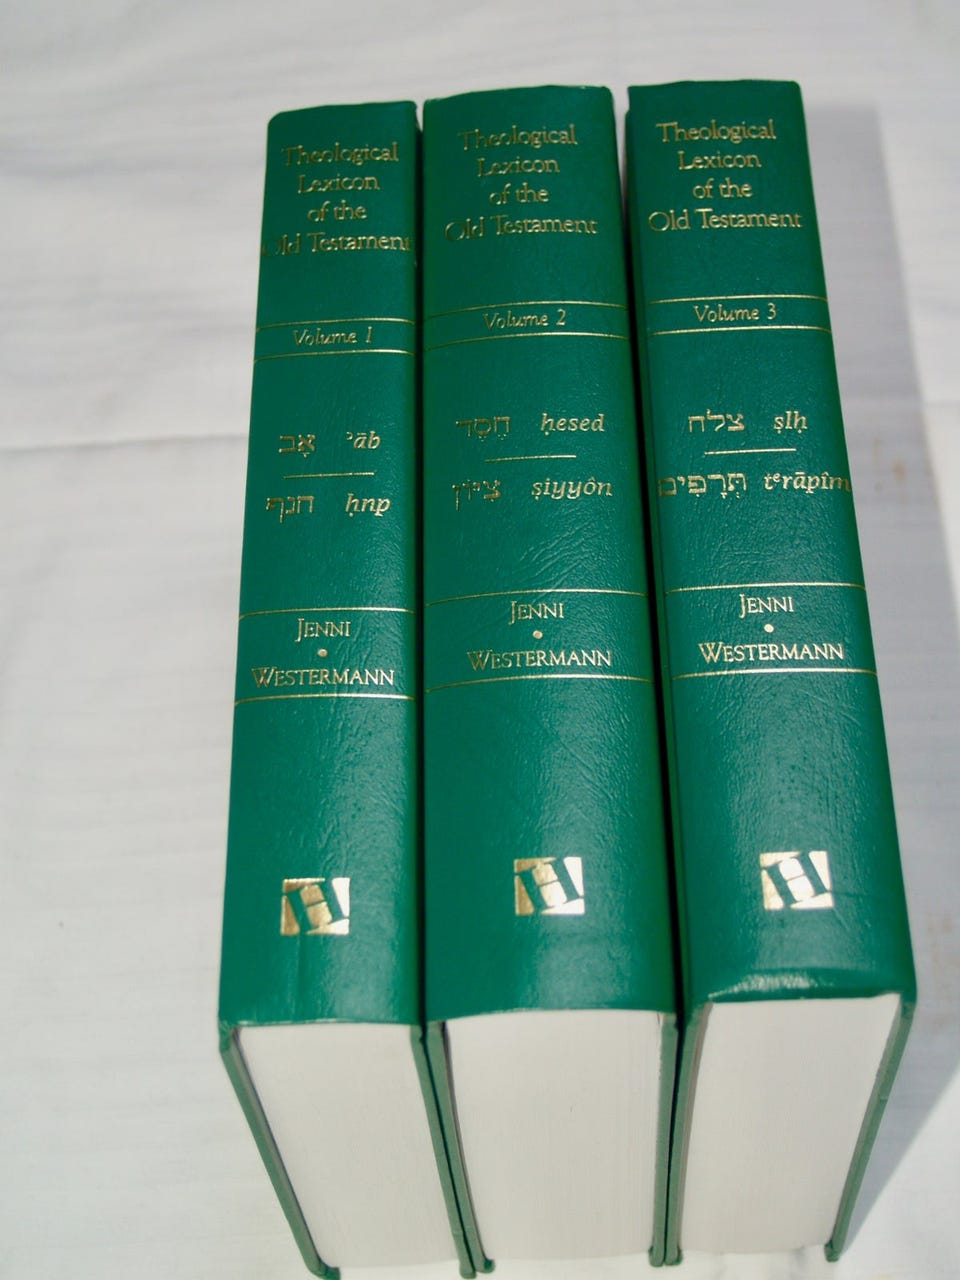 Theological
Lexicon
of the
Old Testament
Volume 1
אָב ʾāb
חנף ḥnp
JENNI
•
WESTERMANN
H
Theological
Lexicon
of the
Old Testament
Volume 2
חֶסֶד ḥesed
צִיּוֹן ṣiyyôn
JENNI
•
WESTERMANN
H
Theological
Lexicon
of the
Old Testament
Volume 3
צלח ṣlḥ
תְּרָפִים tᵉrāpîm
JENNI
•
WESTERMANN
H